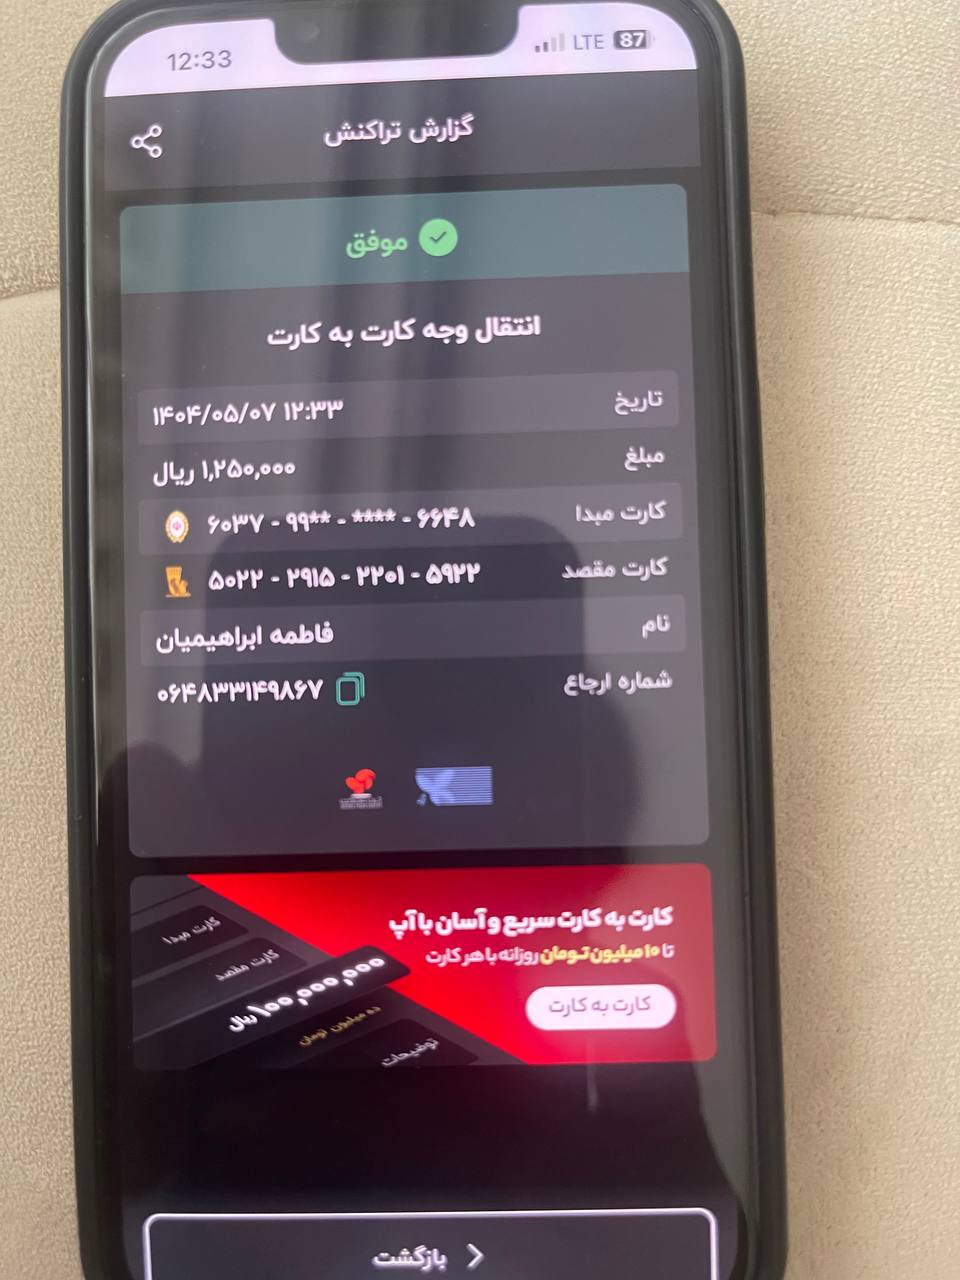 12:33 LTE 87
گزارش تراکنش
موفق
انتقال وجه کارت به کارت
تاریخ ۱۴۰۴/۰۵/۰۷ ۱۲:۳۳
مبلغ ۱,۲۵۰,۰۰۰ ریال
کارت مبدا ۶۰۳۷ - ۹۹** - **** - ۶۶۴۸
کارت مقصد ۵۰۲۲ - ۲۹۱۵ - ۲۲۰۱ - ۵۹۲۲
نام فاطمه ابراهیمیان
شماره ارجاع ۰۶۴۸۳۳۱۴۹۸۶۷
کارت به کارت سریع و آسان با آپ
تا ۱۰ میلیون تومان روزانه با هر کارت
کارت به کارت
کارت مبدا
کارت مقصد
۱۰۰,۰۰۰,۰۰۰ ریال
ده میلیون تومان
توضیحات
بازگشت